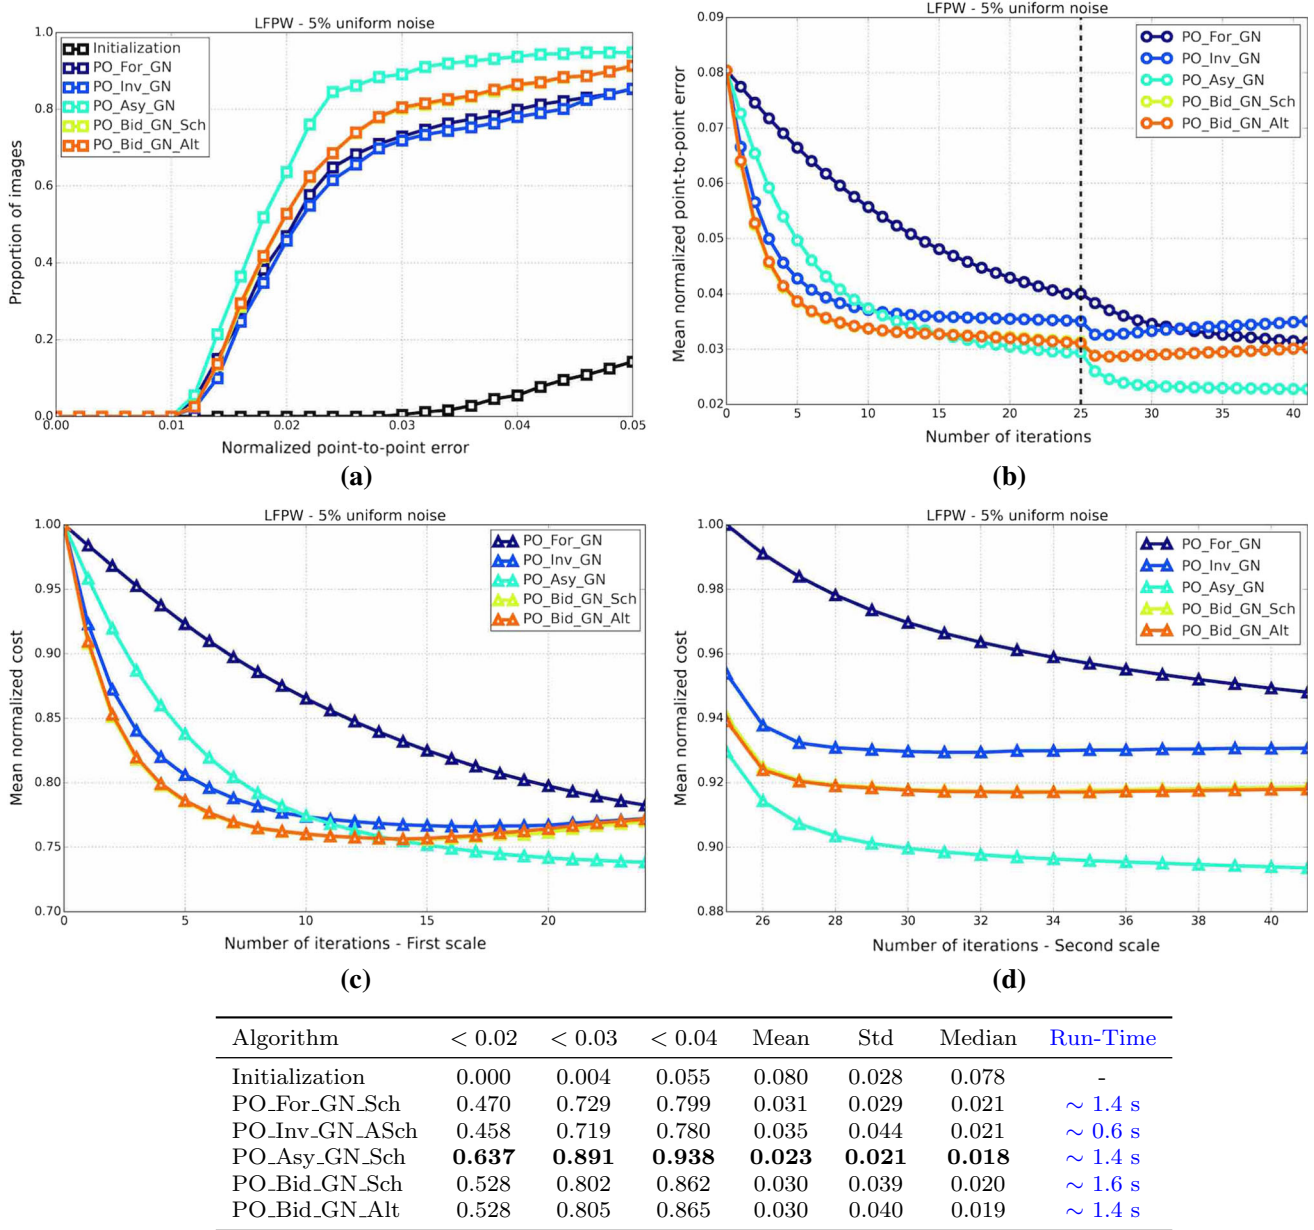 LFPW - 5% uniform noise
Proportion of images
1.0
0.8
0.6
0.4
0.2
0.0
0.00 0.01 0.02 0.03 0.04 0.05
Normalized point-to-point error
Initialization
PO_For_GN
PO_Inv_GN
PO_Asy_GN
PO_Bid_GN_Sch
PO_Bid_GN_Alt
(a)
LFPW - 5% uniform noise
Mean normalized point-to-point error
0.09
0.08
0.07
0.06
0.05
0.04
0.03
0.02
0 5 10 15 20 25 30 35 40
Number of iterations
PO_For_GN
PO_Inv_GN
PO_Asy_GN
PO_Bid_GN_Sch
PO_Bid_GN_Alt
(b)
LFPW - 5% uniform noise
Mean normalized cost
1.00
0.95
0.90
0.85
0.80
0.75
0.70
0 5 10 15 20
Number of iterations - First scale
PO_For_GN
PO_Inv_GN
PO_Asy_GN
PO_Bid_GN_Sch
PO_Bid_GN_Alt
(c)
LFPW - 5% uniform noise
Mean normalized cost
1.00
0.98
0.96
0.94
0.92
0.90
0.88
26 28 30 32 34 36 38 40
Number of iterations - Second scale
PO_For_GN
PO_Inv_GN
PO_Asy_GN
PO_Bid_GN_Sch
PO_Bid_GN_Alt
(d)
Algorithm < 0.02 < 0.03 < 0.04 Mean Std Median Run-Time
Initialization 0.000 0.004 0.055 0.080 0.028 0.078 -
PO_For_GN_Sch 0.470 0.729 0.799 0.031 0.029 0.021 ∼ 1.4 s
PO_Inv_GN_ASch 0.458 0.719 0.780 0.035 0.044 0.021 ∼ 0.6 s
PO_Asy_GN_Sch 0.637 0.891 0.938 0.023 0.021 0.018 ∼ 1.4 s
PO_Bid_GN_Sch 0.528 0.802 0.862 0.030 0.039 0.020 ∼ 1.6 s
PO_Bid_GN_Alt 0.528 0.805 0.865 0.030 0.040 0.019 ∼ 1.4 s